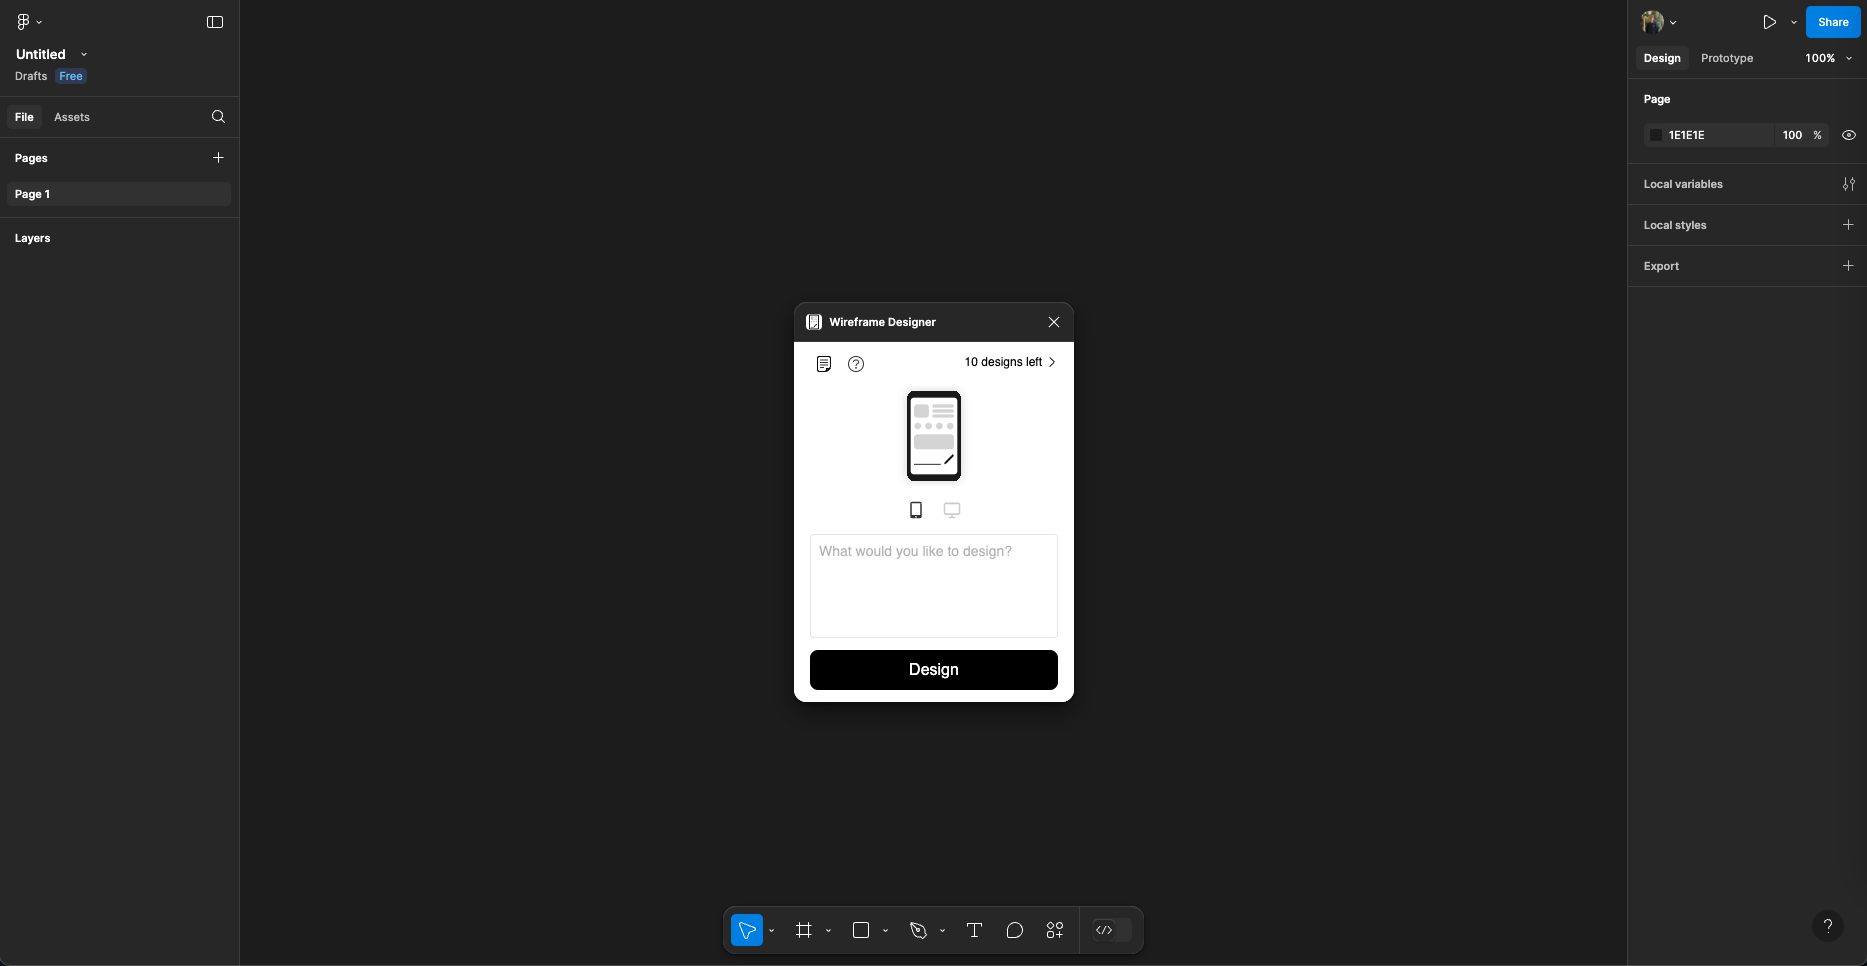 Untitled
Drafts Free
File Assets
Pages
Page 1
Layers
Wireframe Designer
10 designs left
What would you like to design?
Design
Share
Design Prototype 100%
Page
1E1E1E 100 %
Local variables
Local styles
Export
?